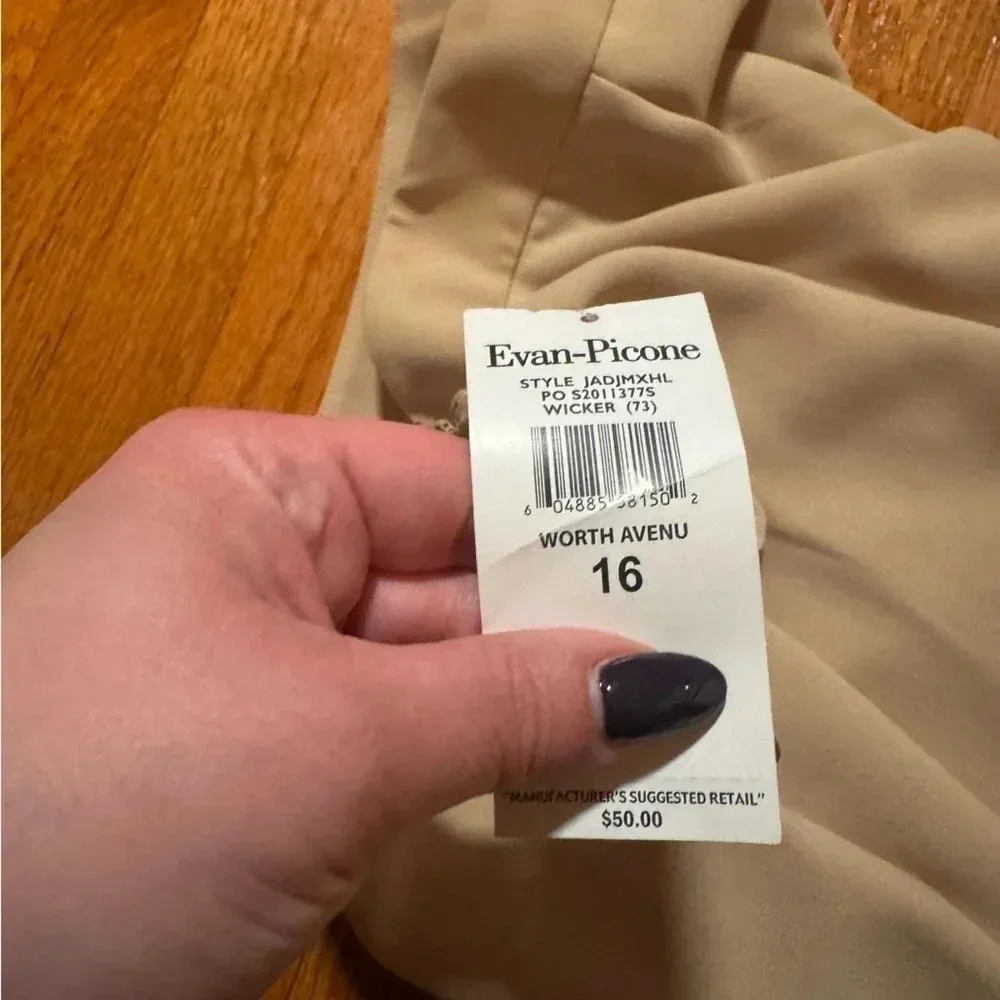 Evan-Picone
STYLE JADJMXHL
PO S2011377S
WICKER (73)
6 04885 58150 2
WORTH AVENU
16
"MANUFACTURER'S SUGGESTED RETAIL"
$50.00